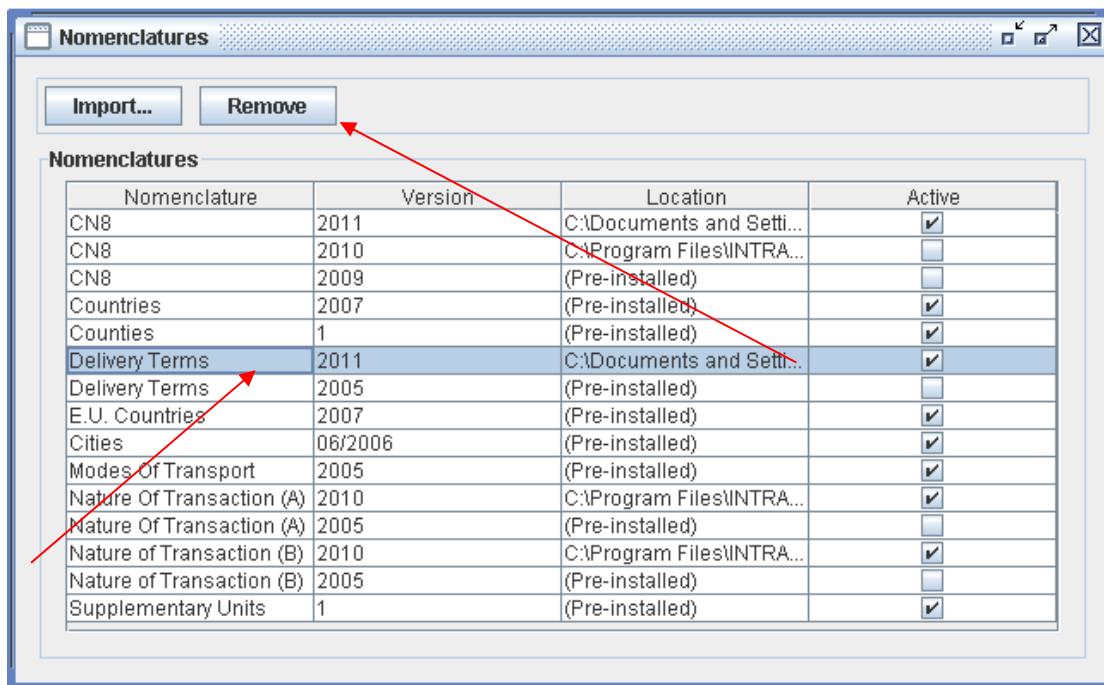 Nomenclatures
Import... Remove
Nomenclatures
Nomenclature Version Location Active
CN8 2011 C:\Documents and Setti...
CN8 2010 C:\Program Files\INTRA...
CN8 2009 (Pre-installed)
Countries 2007 (Pre-installed)
Counties 1 (Pre-installed)
Delivery Terms 2011 C:\Documents and Setti...
Delivery Terms 2005 (Pre-installed)
E.U. Countries 2007 (Pre-installed)
Cities 06/2006 (Pre-installed)
Modes Of Transport 2005 (Pre-installed)
Nature Of Transaction (A) 2010 C:\Program Files\INTRA...
Nature Of Transaction (A) 2005 (Pre-installed)
Nature of Transaction (B) 2010 C:\Program Files\INTRA...
Nature of Transaction (B) 2005 (Pre-installed)
Supplementary Units 1 (Pre-installed)